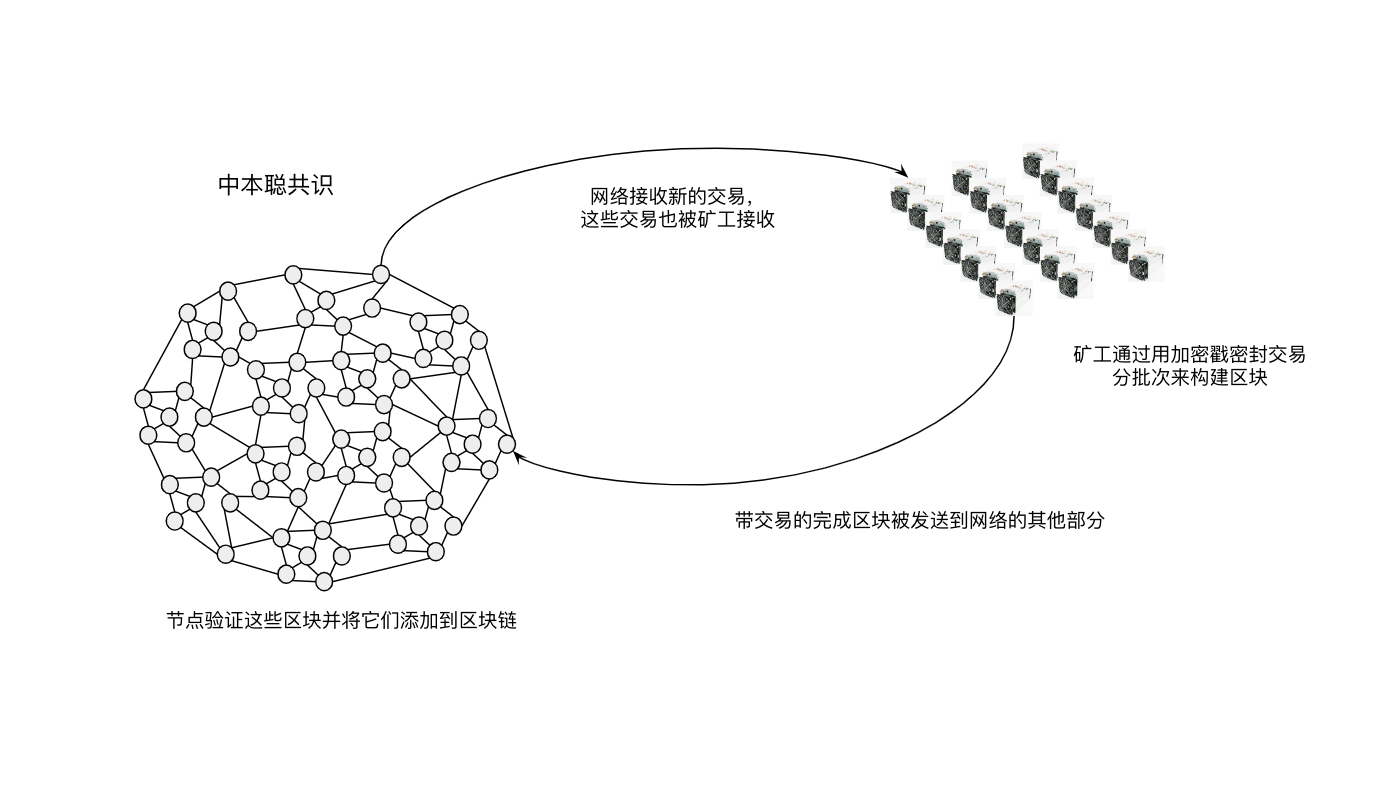 中本聪共识
网络接收新的交易，
这些交易也被矿工接收
矿工通过用加密戳密封交易
分批次来构建区块
带交易的完成区块被发送到网络的其他部分
节点验证这些区块并将它们添加到区块链